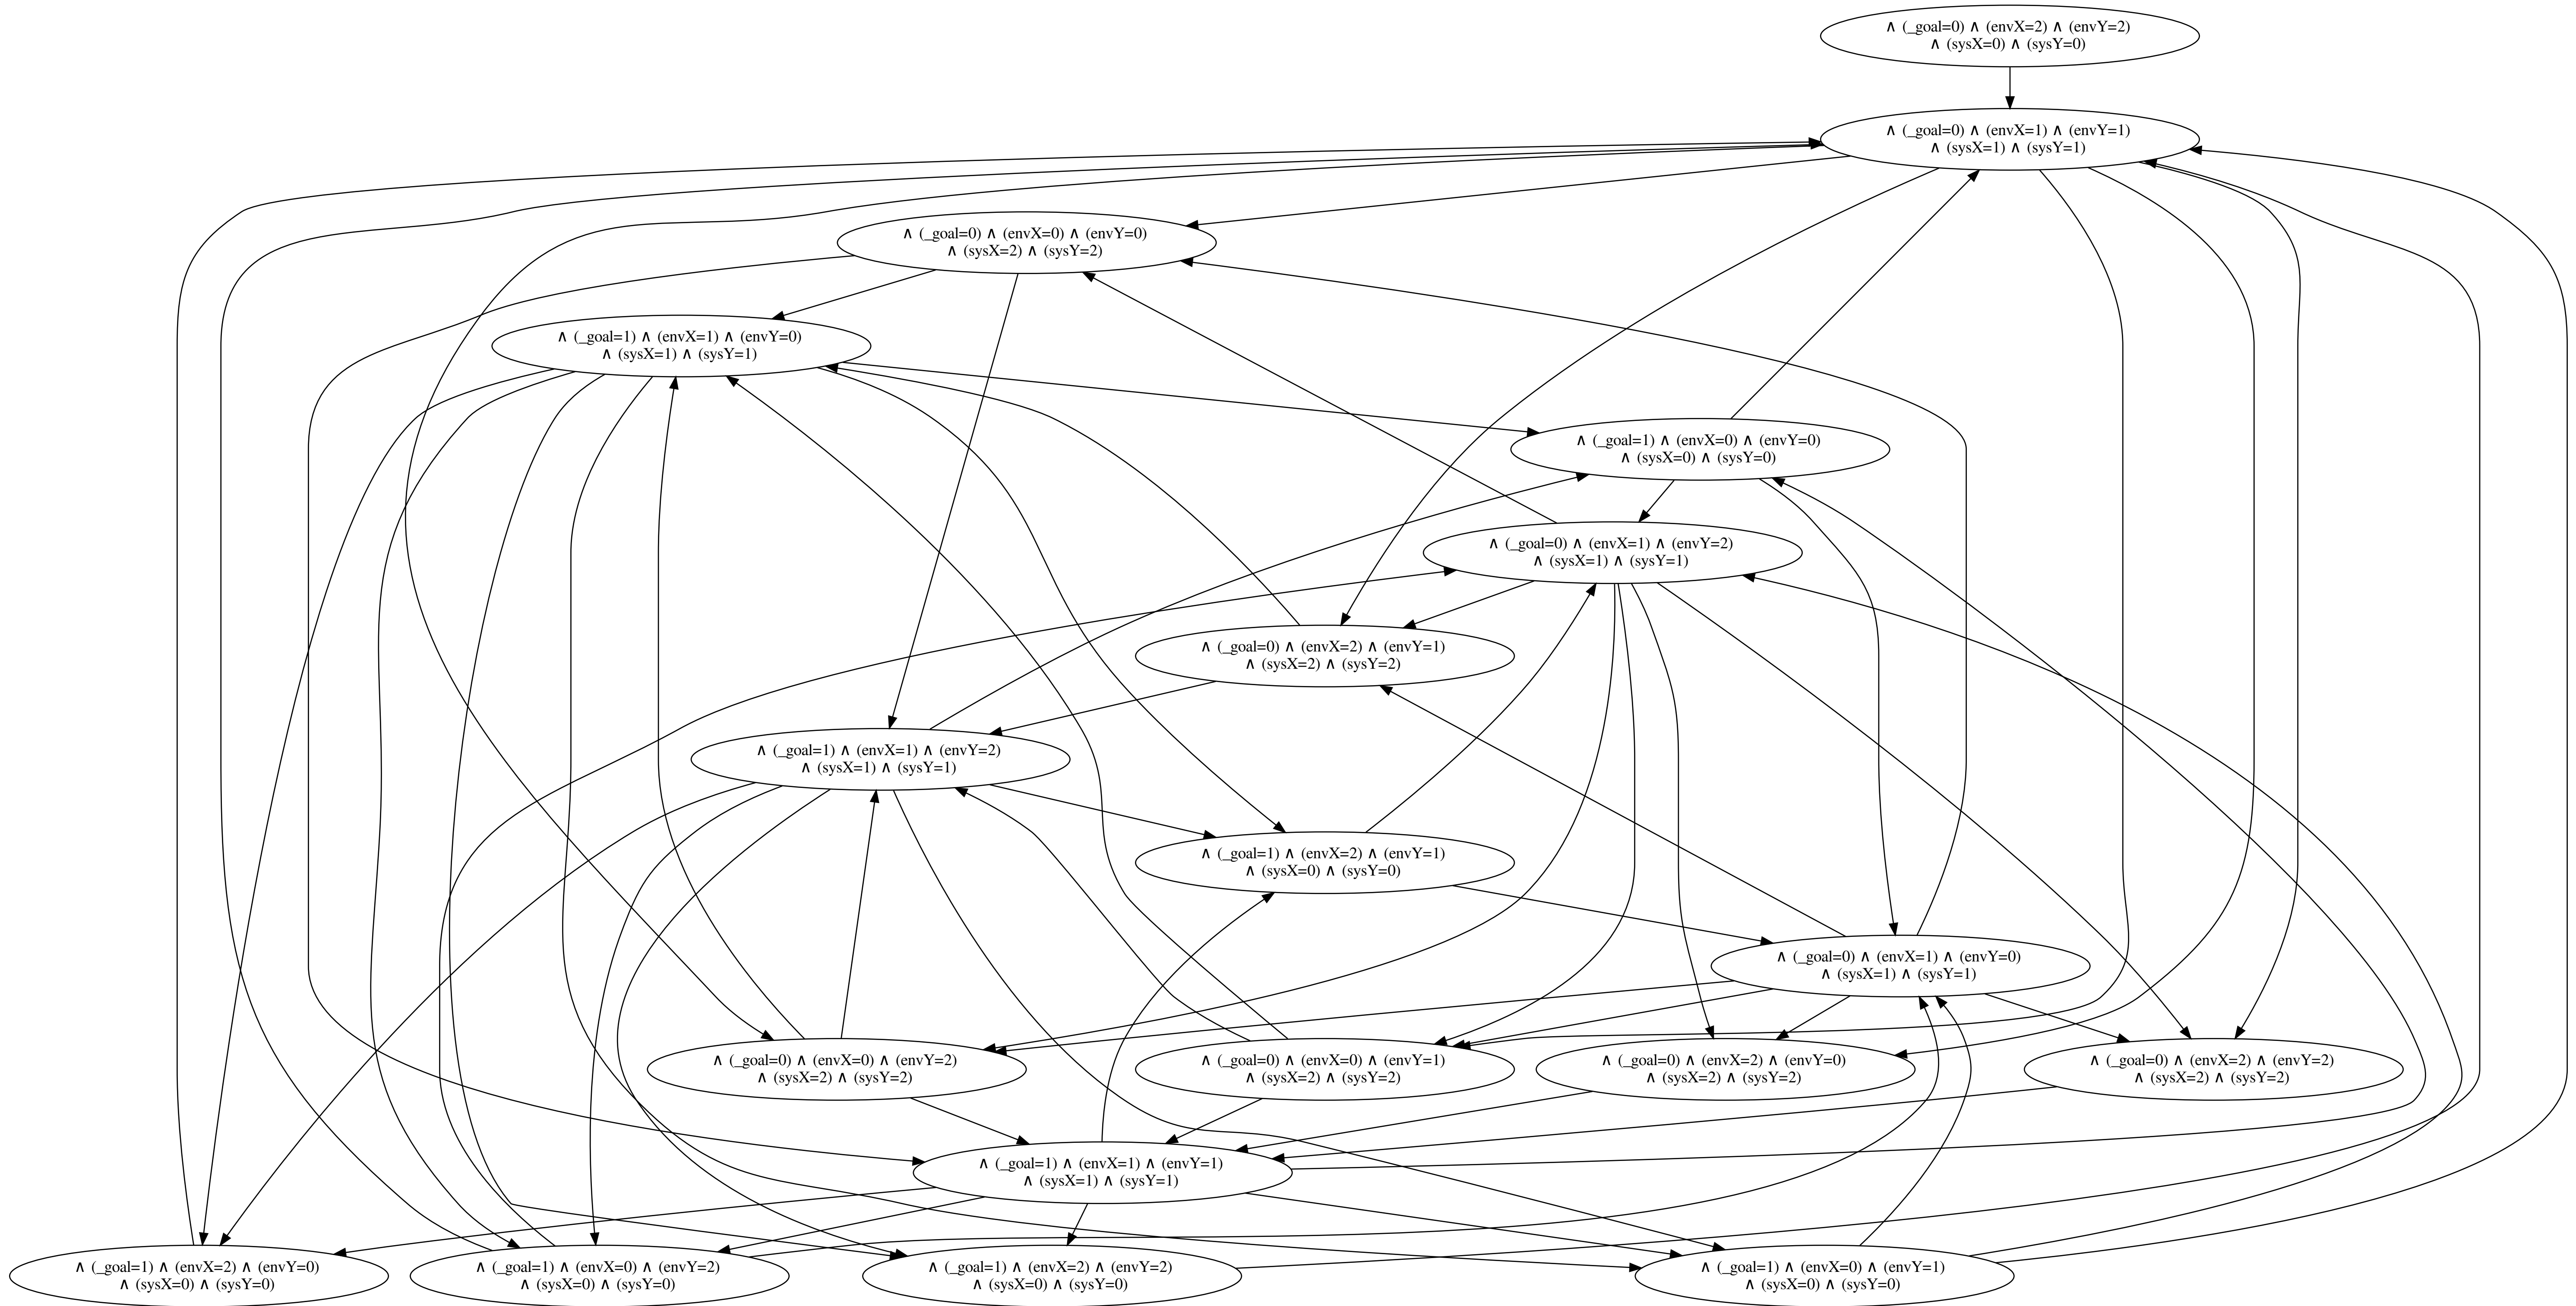 ∧ (_goal=0) ∧ (envX=2) ∧ (envY=2)
∧ (sysX=0) ∧ (sysY=0)
∧ (_goal=0) ∧ (envX=1) ∧ (envY=1)
∧ (sysX=1) ∧ (sysY=1)
∧ (_goal=0) ∧ (envX=0) ∧ (envY=0)
∧ (sysX=2) ∧ (sysY=2)
∧ (_goal=1) ∧ (envX=1) ∧ (envY=0)
∧ (sysX=1) ∧ (sysY=1)
∧ (_goal=1) ∧ (envX=0) ∧ (envY=0)
∧ (sysX=0) ∧ (sysY=0)
∧ (_goal=0) ∧ (envX=1) ∧ (envY=2)
∧ (sysX=1) ∧ (sysY=1)
∧ (_goal=0) ∧ (envX=2) ∧ (envY=1)
∧ (sysX=2) ∧ (sysY=2)
∧ (_goal=1) ∧ (envX=1) ∧ (envY=2)
∧ (sysX=1) ∧ (sysY=1)
∧ (_goal=1) ∧ (envX=2) ∧ (envY=1)
∧ (sysX=0) ∧ (sysY=0)
∧ (_goal=0) ∧ (envX=1) ∧ (envY=0)
∧ (sysX=1) ∧ (sysY=1)
∧ (_goal=0) ∧ (envX=0) ∧ (envY=2)
∧ (sysX=2) ∧ (sysY=2)
∧ (_goal=0) ∧ (envX=0) ∧ (envY=1)
∧ (sysX=2) ∧ (sysY=2)
∧ (_goal=0) ∧ (envX=2) ∧ (envY=0)
∧ (sysX=2) ∧ (sysY=2)
∧ (_goal=0) ∧ (envX=2) ∧ (envY=2)
∧ (sysX=2) ∧ (sysY=2)
∧ (_goal=1) ∧ (envX=1) ∧ (envY=1)
∧ (sysX=1) ∧ (sysY=1)
∧ (_goal=1) ∧ (envX=2) ∧ (envY=0)
∧ (sysX=0) ∧ (sysY=0)
∧ (_goal=1) ∧ (envX=0) ∧ (envY=2)
∧ (sysX=0) ∧ (sysY=0)
∧ (_goal=1) ∧ (envX=2) ∧ (envY=2)
∧ (sysX=0) ∧ (sysY=0)
∧ (_goal=1) ∧ (envX=0) ∧ (envY=1)
∧ (sysX=0) ∧ (sysY=0)